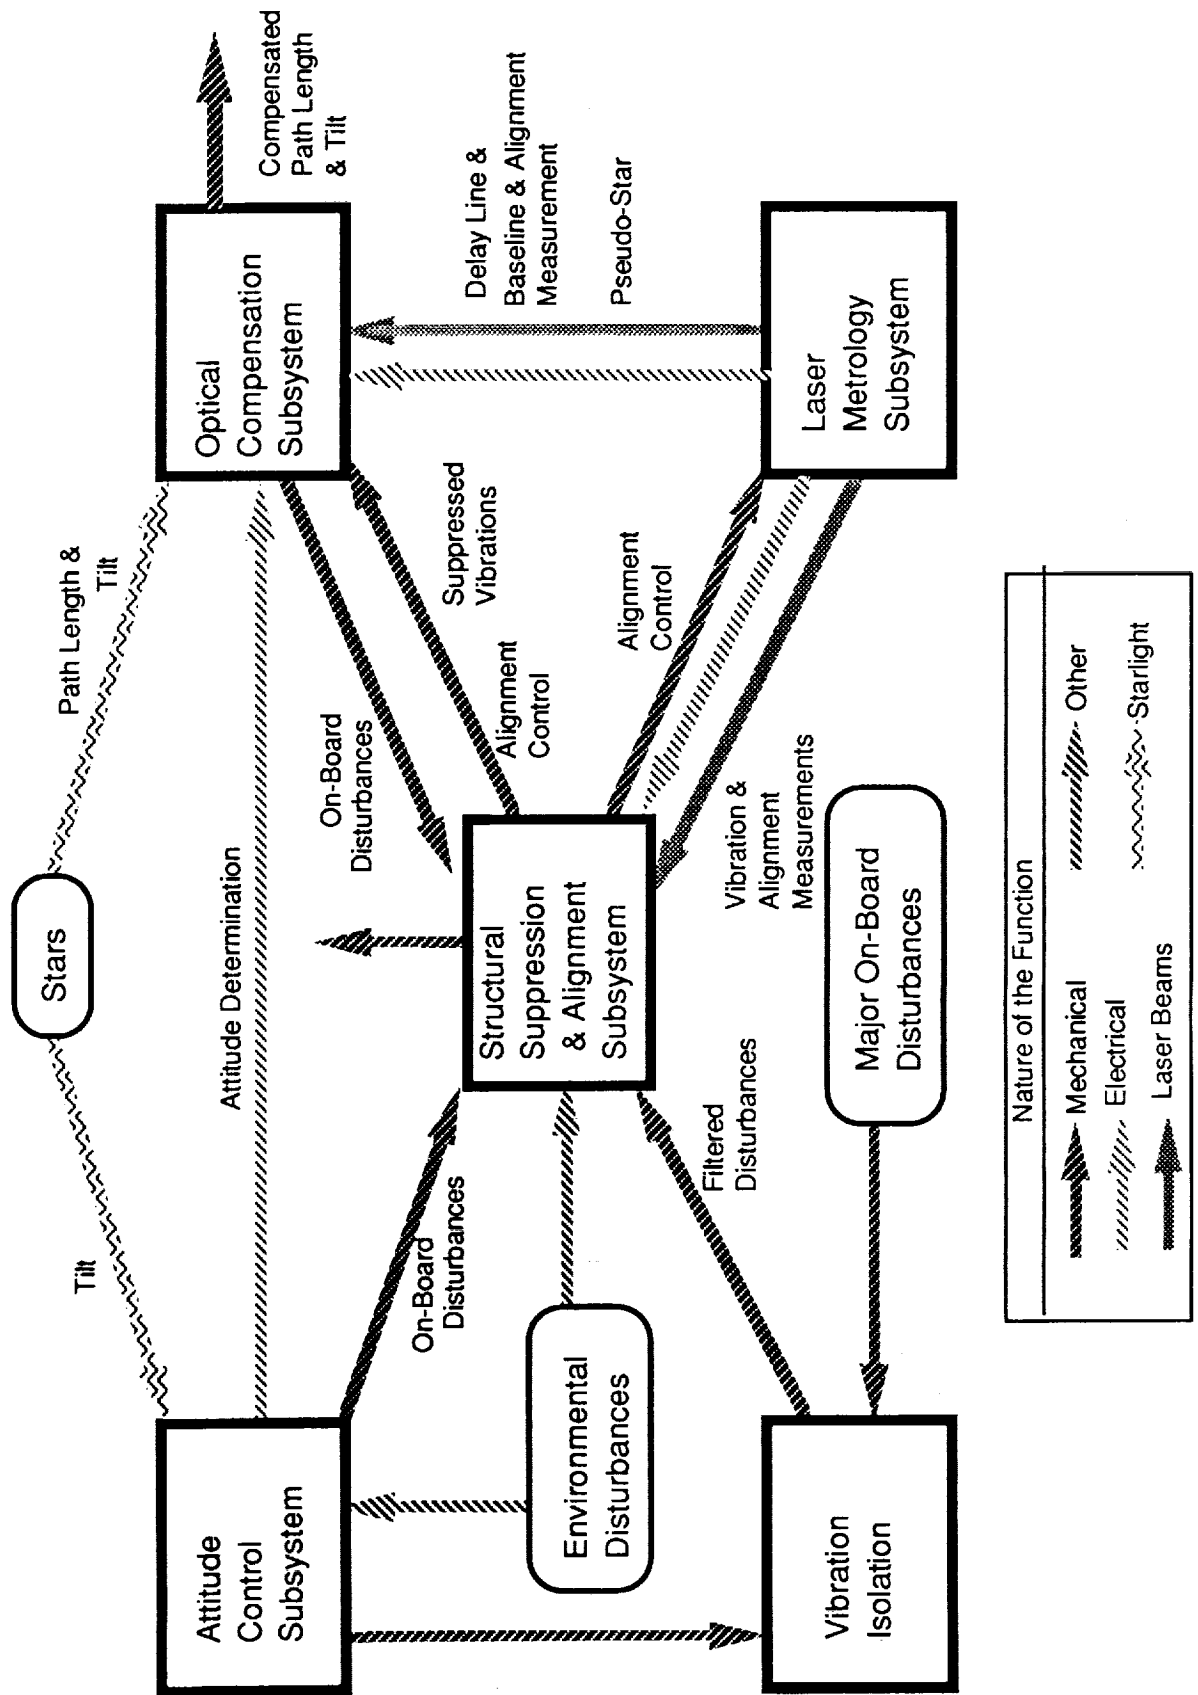 Stars
Tilt
Path Length &
Tilt
Attitude
Control
Subsystem
Attitude Determination
Optical
Compensation
Subsystem
Compensated
Path Length
& Tilt
On-Board
Disturbances
On-Board
Disturbances
Suppressed
Vibrations
Alignment
Control
Delay Line &
Baseline & Alignment
Measurement
Pseudo-Star
Environmental
Disturbances
Structural
Suppression
& Alignment
Subsystem
Alignment
Control
Filtered
Disturbances
Vibration &
Alignment
Measurements
Vibration
Isolation
Major On-Board
Disturbances
Laser
Metrology
Subsystem
Nature of the Function
Mechanical
Other
Electrical
Starlight
Laser Beams